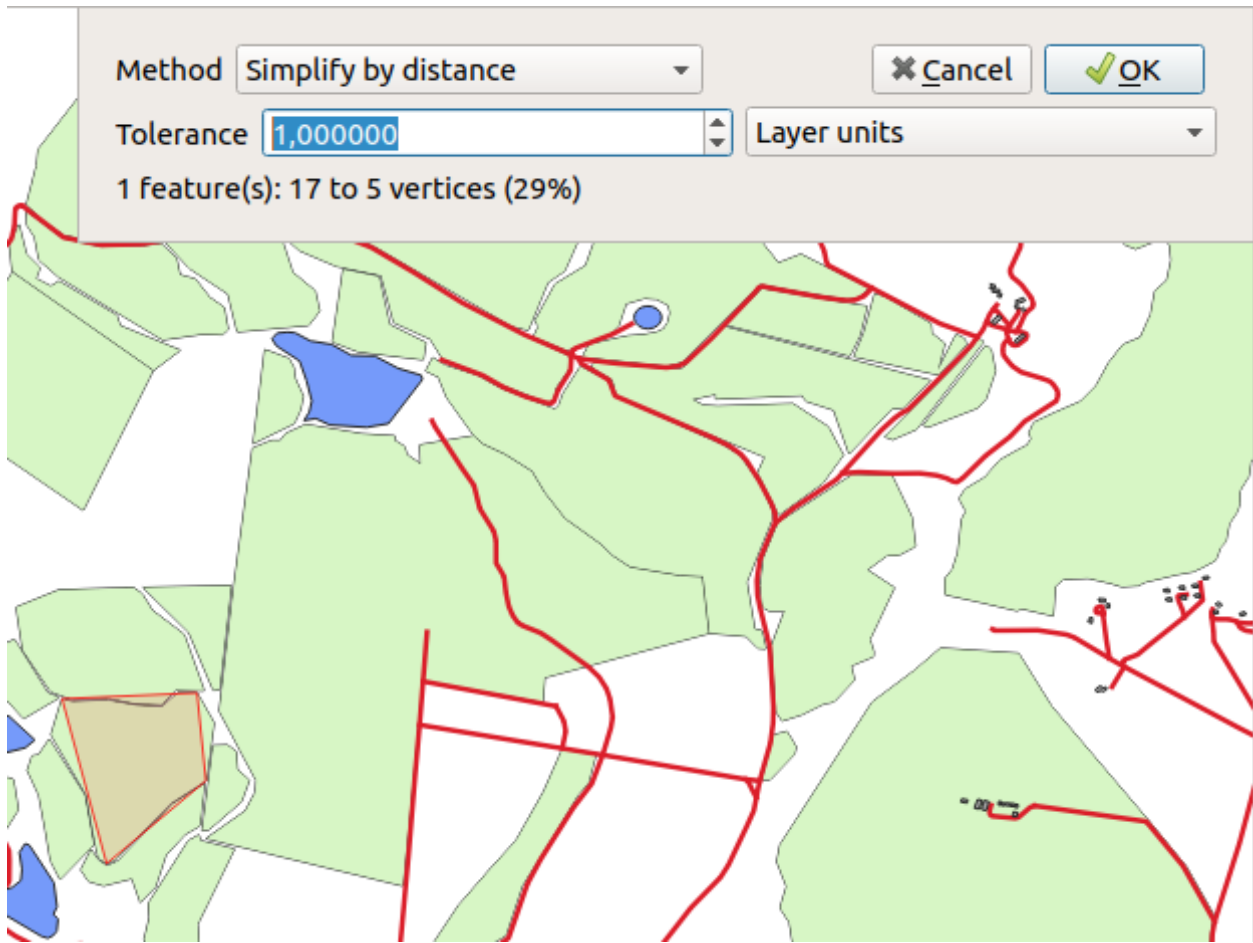 Method Simplify by distance Cancel OK
Tolerance 1,000000 Layer units
1 feature(s): 17 to 5 vertices (29%)